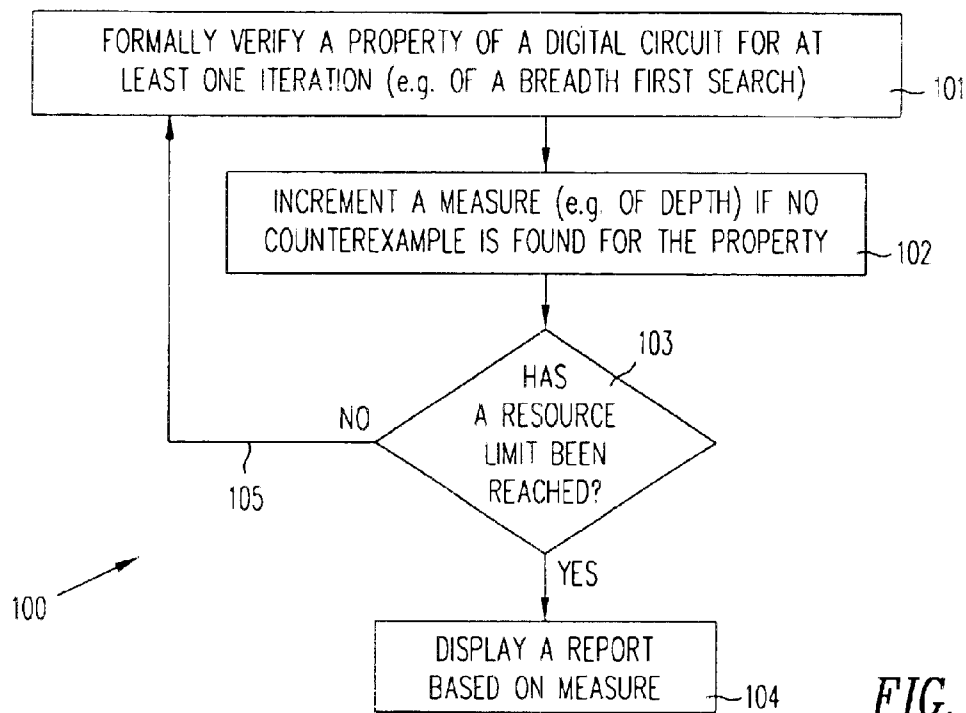 FORMALLY VERIFY A PROPERTY OF A DIGITAL CIRCUIT FOR AT
LEAST ONE ITERATION (e.g. OF A BREADTH FIRST SEARCH)
101
INCREMENT A MEASURE (e.g. OF DEPTH) IF NO
COUNTEREXAMPLE IS FOUND FOR THE PROPERTY
102
103
HAS
A RESOURCE
LIMIT BEEN
REACHED?
NO
105
YES
100
DISPLAY A REPORT
BASED ON MEASURE
104
FIG.